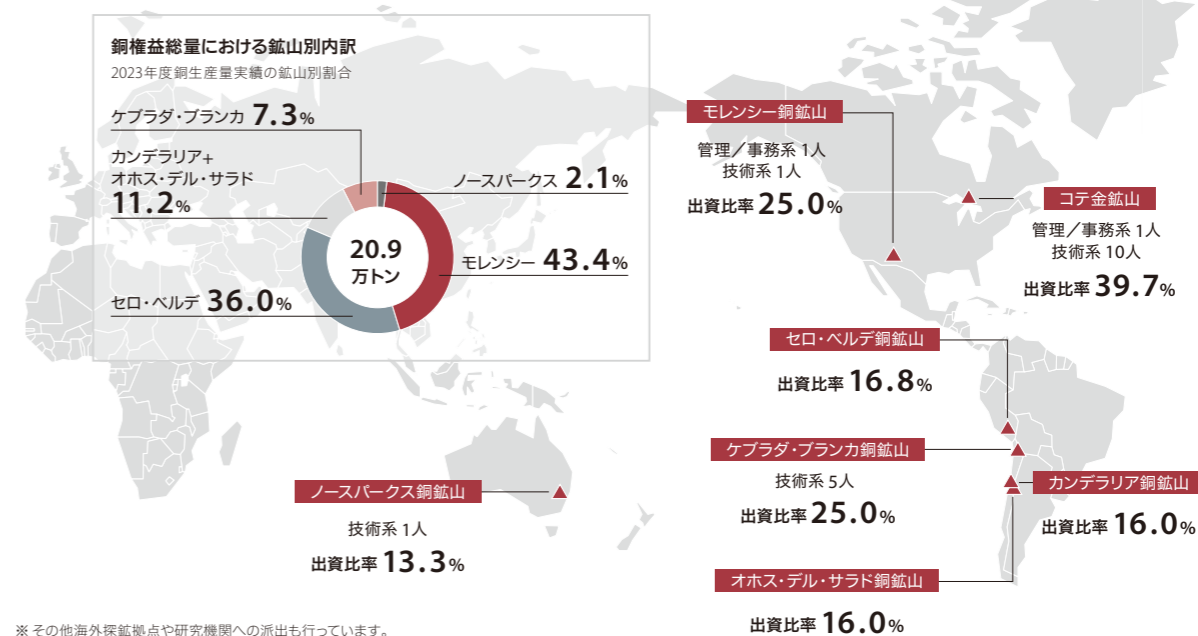 銅権益総量における鉱山別内訳
2023年度銅生産量実績の鉱山別割合
ケブラダ・ブランカ 7.3%
カンデラリア+
オホス・デル・サラド
11.2%
セロ・ベルデ 36.0%
20.9
万トン
ノースパークス 2.1%
モレンシー 43.4%
モレンシー銅鉱山
管理／事務系 1人
技術系 1人
出資比率 25.0%
コテ金鉱山
管理／事務系 1人
技術系 10人
出資比率 39.7%
セロ・ベルデ銅鉱山
出資比率 16.8%
ケブラダ・ブランカ銅鉱山
技術系 5人
出資比率 25.0%
カンデラリア銅鉱山
出資比率 16.0%
ノースパークス銅鉱山
技術系 1人
出資比率 13.3%
オホス・デル・サラド銅鉱山
出資比率 16.0%
※ その他海外探鉱拠点や研究機関への派出も行っています。